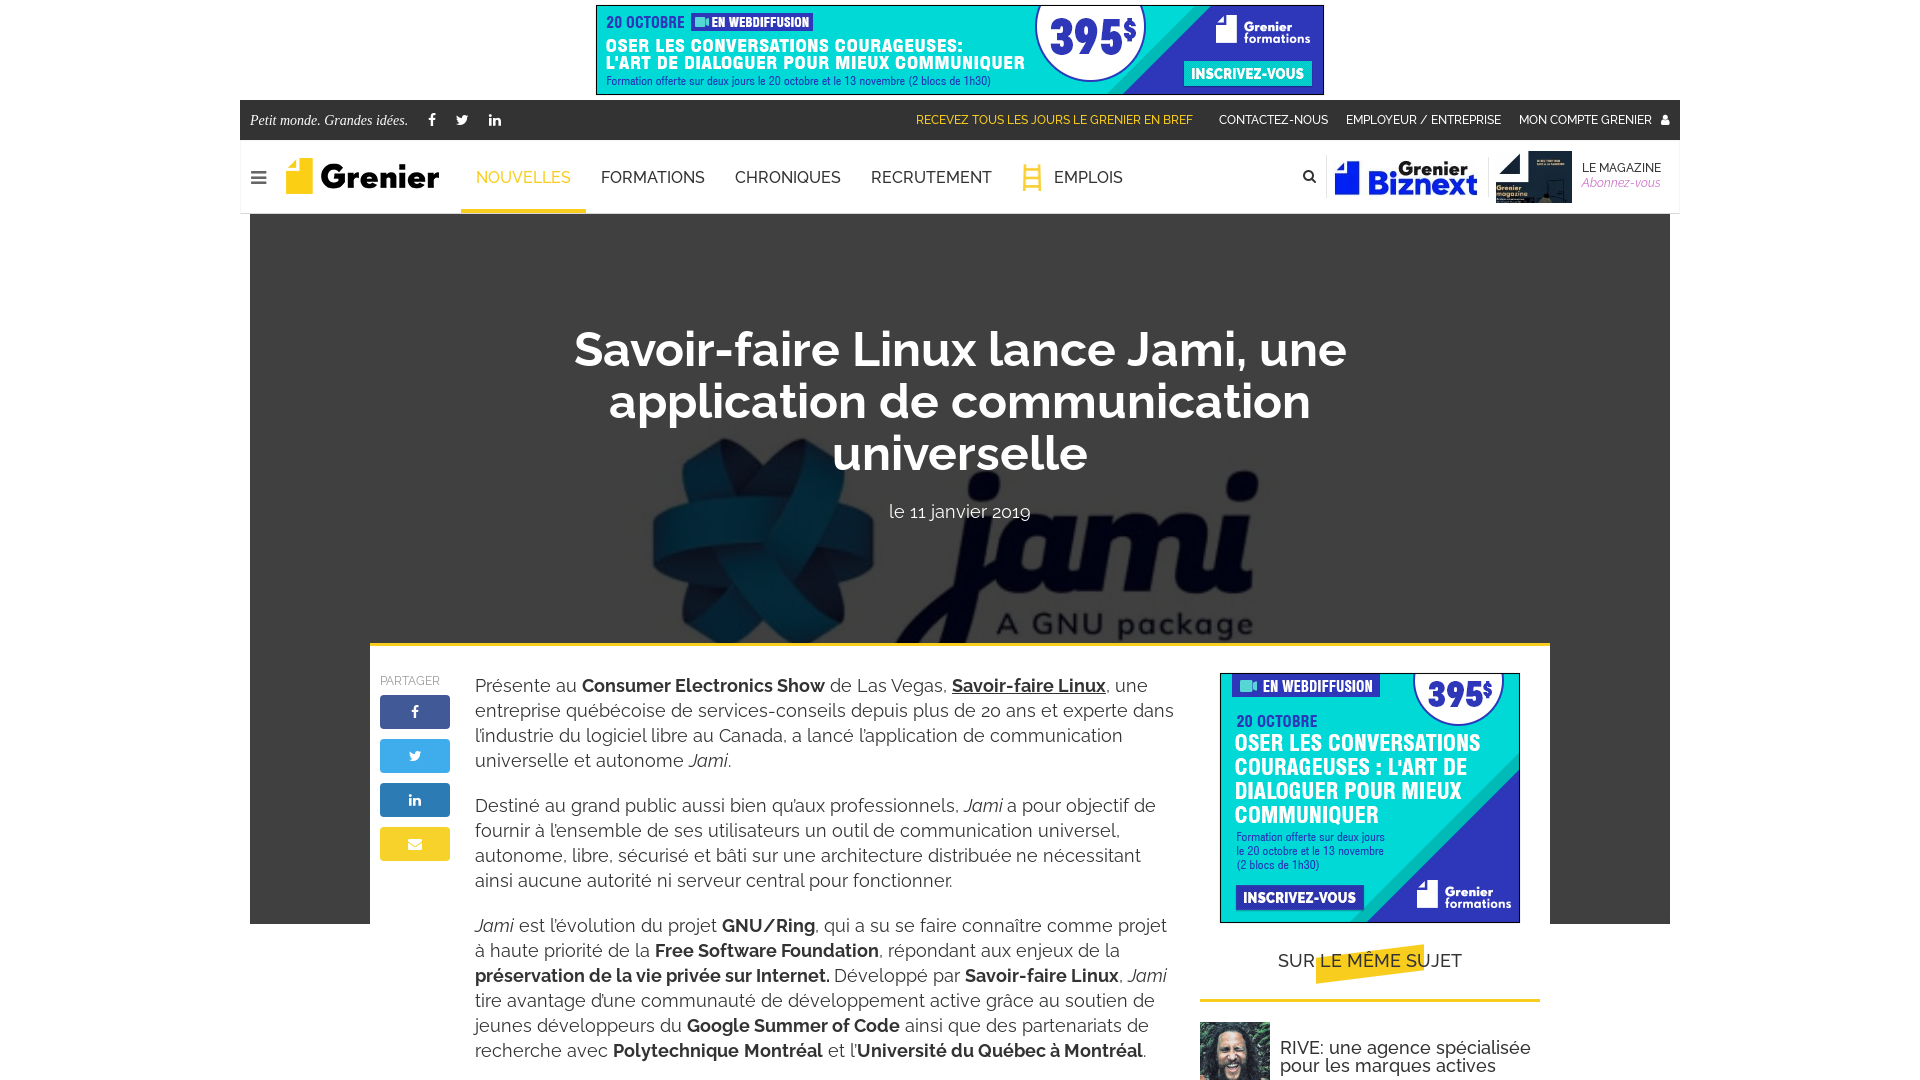 20 OCTOBRE EN WEBDIFFUSION
OSER LES CONVERSATIONS COURAGEUSES:
L'ART DE DIALOGUER POUR MIEUX COMMUNIQUER
Formation offerte sur deux jours le 20 octobre et le 13 novembre (2 blocs de 1h30)
395$
Grenier
formations
INSCRIVEZ-VOUS
Petit monde. Grandes idées.
RECEVEZ TOUS LES JOURS LE GRENIER EN BREF CONTACTEZ-NOUS EMPLOYEUR / ENTREPRISE MON COMPTE GRENIER
Grenier NOUVELLES FORMATIONS CHRONIQUES RECRUTEMENT EMPLOIS
Grenier
Biznext
Grenier
magazine
LE MAGAZINE
Abonnez-vous
Savoir-faire Linux lance Jami, une
application de communication
universelle
le 11 janvier 2019
jami
A GNU package
PARTAGER
Présente au Consumer Electronics Show de Las Vegas, Savoir-faire Linux, une
entreprise québécoise de services-conseils depuis plus de 20 ans et experte dans
l’industrie du logiciel libre au Canada, a lancé l’application de communication
universelle et autonome Jami.
Destiné au grand public aussi bien qu’aux professionnels, Jami a pour objectif de
fournir à l’ensemble de ses utilisateurs un outil de communication universel,
autonome, libre, sécurisé et bâti sur une architecture distribuée ne nécessitant
ainsi aucune autorité ni serveur central pour fonctionner.
Jami est l’évolution du projet GNU/Ring, qui a su se faire connaître comme projet
à haute priorité de la Free Software Foundation, répondant aux enjeux de la
préservation de la vie privée sur Internet. Développé par Savoir-faire Linux, Jami
tire avantage d’une communauté de développement active grâce au soutien de
jeunes développeurs du Google Summer of Code ainsi que des partenariats de
recherche avec Polytechnique Montréal et l’Université du Québec à Montréal.
EN WEBDIFFUSION
395$
20 OCTOBRE
OSER LES CONVERSATIONS
COURAGEUSES : L'ART DE
DIALOGUER POUR MIEUX
COMMUNIQUER
Formation offerte sur deux jours
le 20 octobre et le 13 novembre
(2 blocs de 1h30)
INSCRIVEZ-VOUS
Grenier
formations
SUR LE MÊME SUJET
RIVE: une agence spécialisée
pour les marques actives